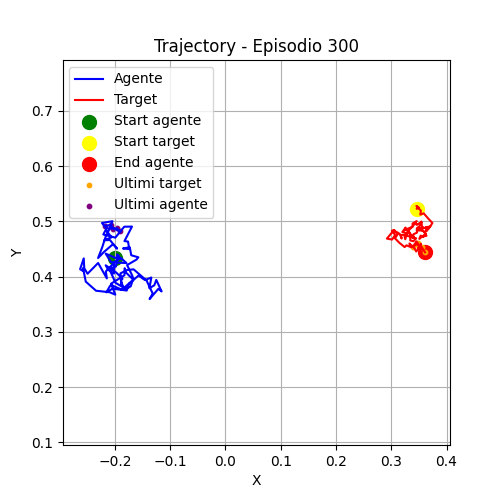 Trajectory - Episodio 300
Agente
Target
Start agente
Start target
End agente
Ultimi target
Ultimi agente
0.7
0.6
0.5
0.4
0.3
0.2
0.1
Y
−0.2 −0.1 0.0 0.1 0.2 0.3 0.4
X